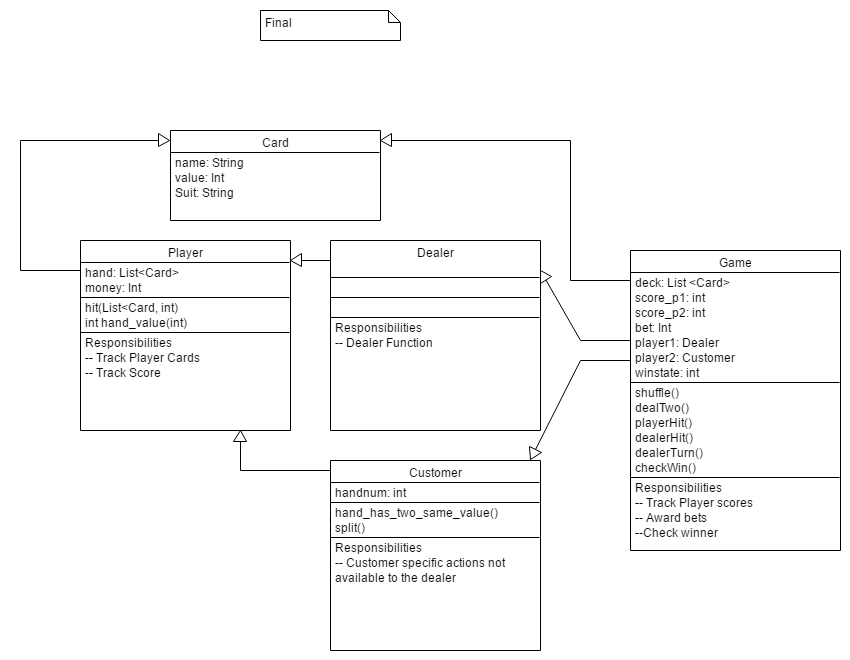 Final
Card
name: String
value: Int
Suit: String
Player
hand: List<Card>
money: Int
hit(List<Card, int)
int hand_value(int)
Responsibilities
-- Track Player Cards
-- Track Score
Dealer
Responsibilities
-- Dealer Function
Customer
handnum: int
hand_has_two_same_value()
split()
Responsibilities
-- Customer specific actions not
available to the dealer
Game
deck: List <Card>
score_p1: int
score_p2: int
bet: Int
player1: Dealer
player2: Customer
winstate: int
shuffle()
dealTwo()
playerHit()
dealerHit()
dealerTurn()
checkWin()
Responsibilities
-- Track Player scores
-- Award bets
--Check winner